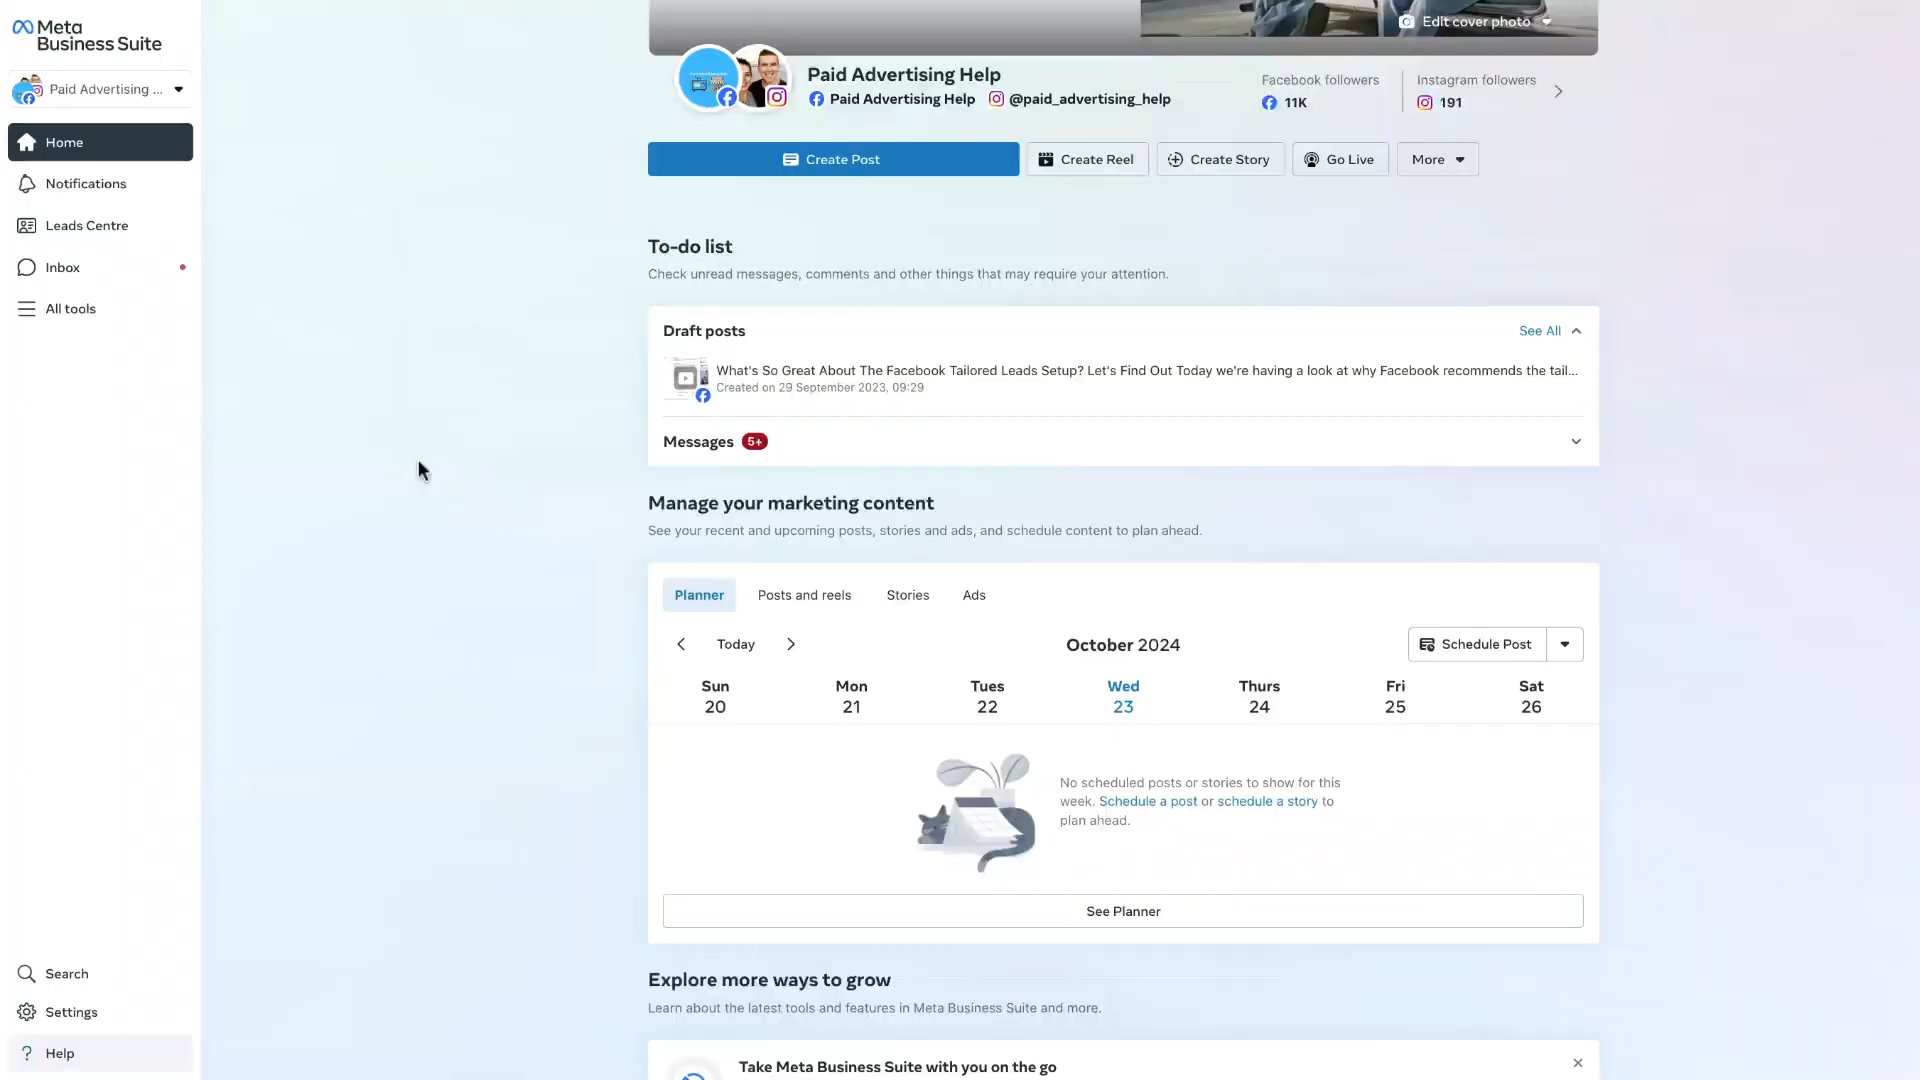 Meta
Business Suite
Paid Advertising ...
Home
Notifications
Leads Centre
Inbox
All tools
Search
Settings
? Help
Edit cover photo
Paid Advertising Help
Paid Advertising Help @paid_advertising_help
Facebook followers
11K
Instagram followers
191
Create Post
Create Reel
Create Story
Go Live
More
To-do list
Check unread messages, comments and other things that may require your attention.
Draft posts
See All
What's So Great About The Facebook Tailored Leads Setup? Let's Find Out Today we're having a look at why Facebook recommends the tail...
Created on 29 September 2023, 09:29
Messages 5+
Manage your marketing content
See your recent and upcoming posts, stories and ads, and schedule content to plan ahead.
Planner Posts and reels Stories Ads
Today
October 2024
Schedule Post
Sun Mon Tues Wed Thurs Fri Sat
20 21 22 23 24 25 26
No scheduled posts or stories to show for this
week. Schedule a post or schedule a story to
plan ahead.
See Planner
Explore more ways to grow
Learn about the latest tools and features in Meta Business Suite and more.
Take Meta Business Suite with you on the go